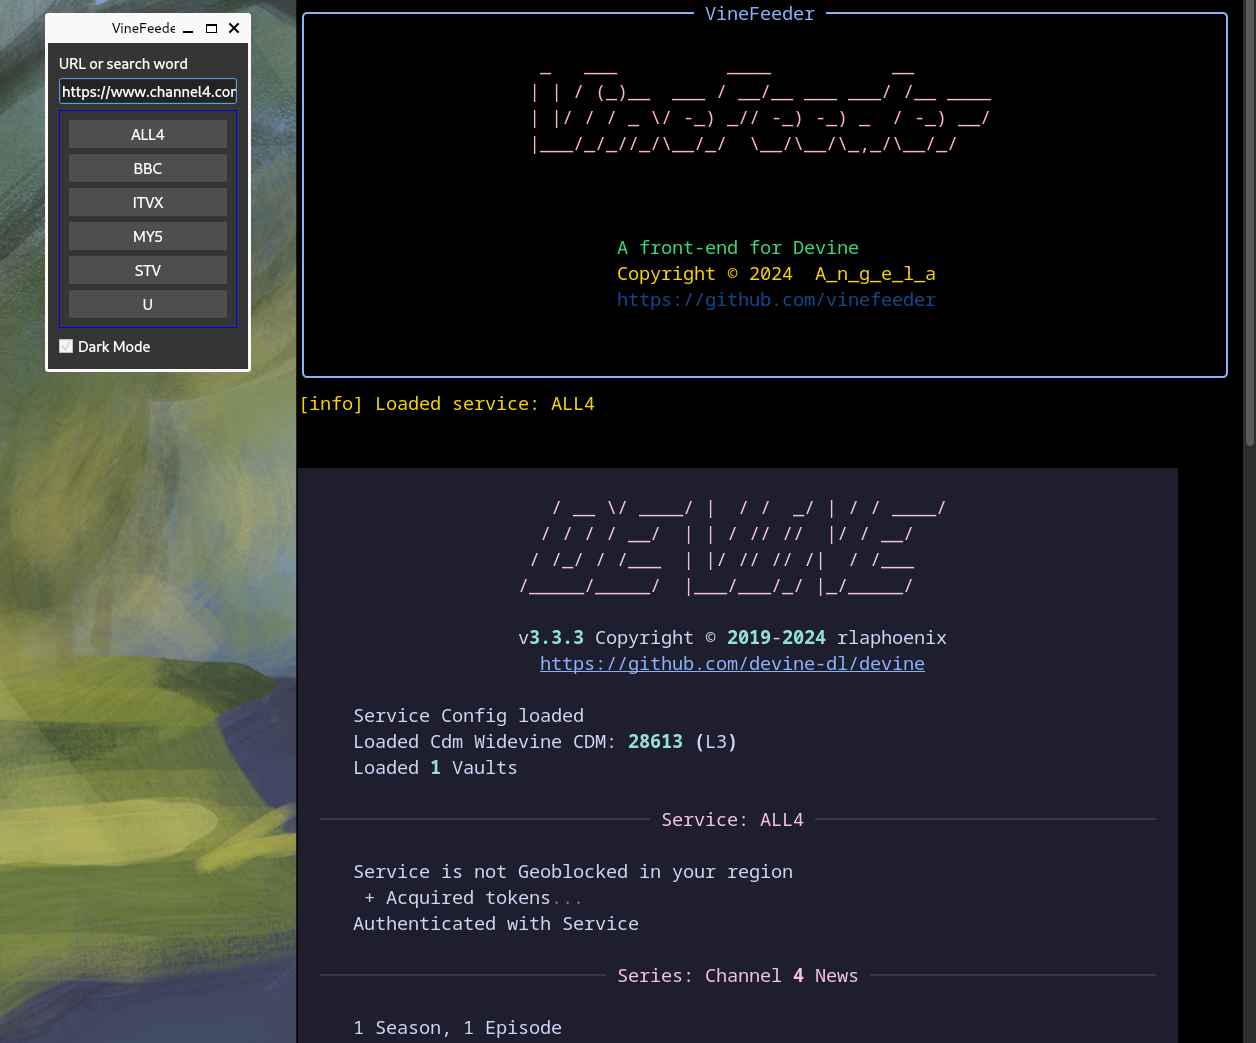 VineFeede
URL or search word
https://www.channel4.cor
ALL4
BBC
ITVX
MY5
STV
U
Dark Mode
VineFeeder
VineFeeder
A front-end for Devine
Copyright © 2024  A_n_g_e_l_a
https://github.com/vinefeeder
[info] Loaded service: ALL4
DEVINE
v3.3.3 Copyright © 2019-2024 rlaphoenix
https://github.com/devine-dl/devine
Service Config loaded
Loaded Cdm Widevine CDM: 28613 (L3)
Loaded 1 Vaults
Service: ALL4
Service is not Geoblocked in your region
+ Acquired tokens...
Authenticated with Service
Series: Channel 4 News
1 Season, 1 Episode